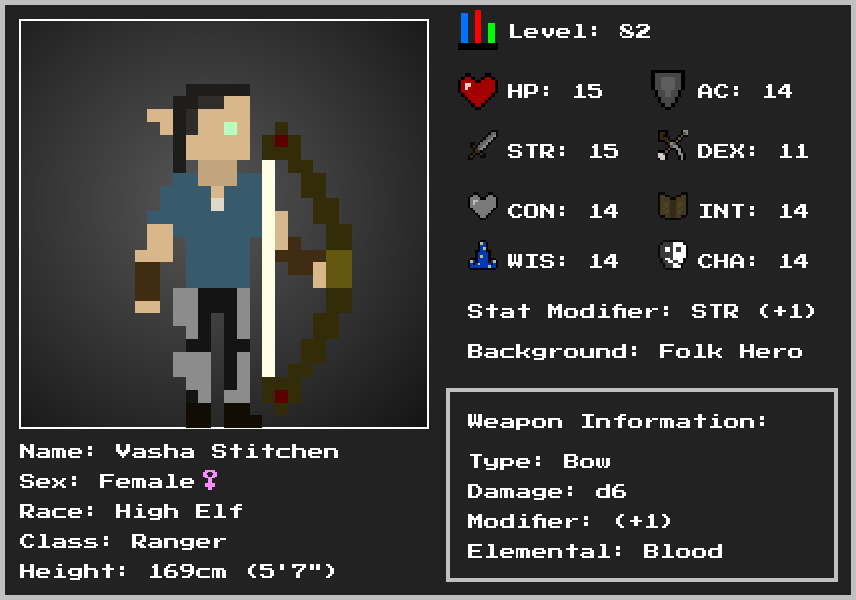 Level: 82
HP: 15
AC: 14
STR: 15
DEX: 11
CON: 14
INT: 14
WIS: 14
CHA: 14
Stat Modifier: STR (+1)
Background: Folk Hero
Name: Vasha Stitchen
Sex: Female♀
Race: High Elf
Class: Ranger
Height: 169cm (5'7")
Weapon Information:
Type: Bow
Damage: d6
Modifier: (+1)
Elemental: Blood